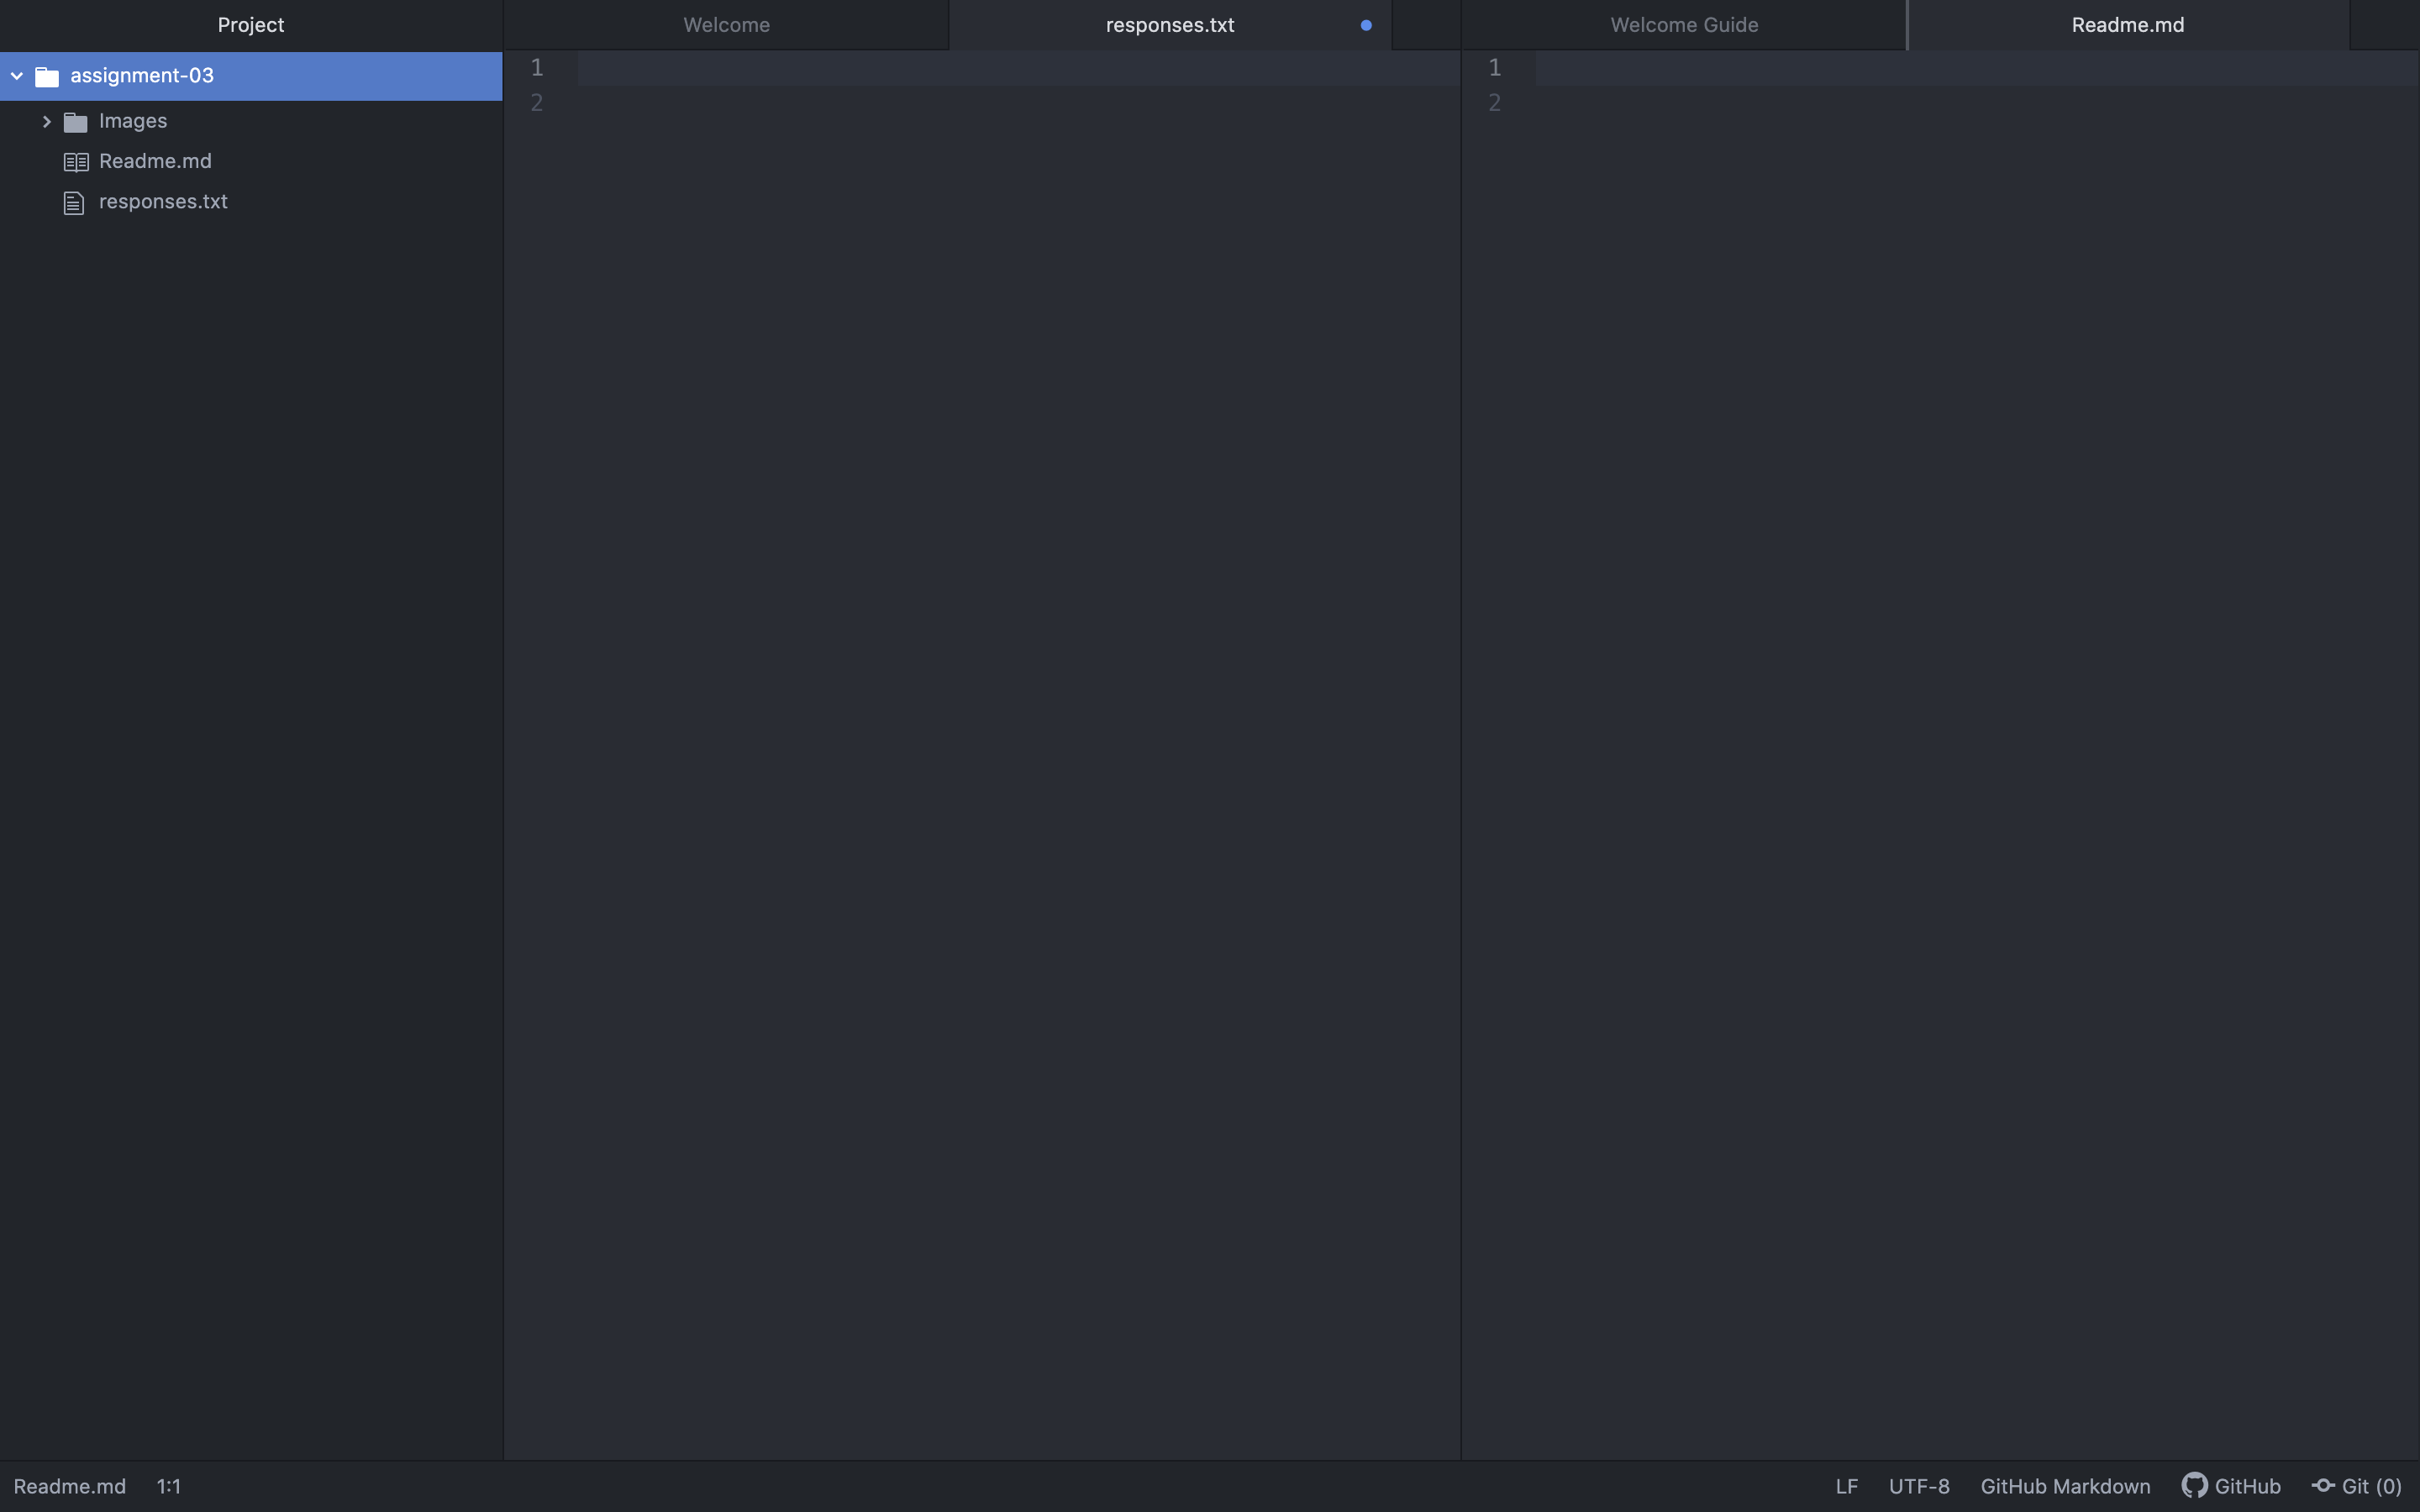 Project
assignment-03
Images
Readme.md
responses.txt
Welcome
responses.txt
1
2
Welcome Guide
Readme.md
1
2
Readme.md 1:1
LF UTF-8 GitHub Markdown GitHub Git (0)